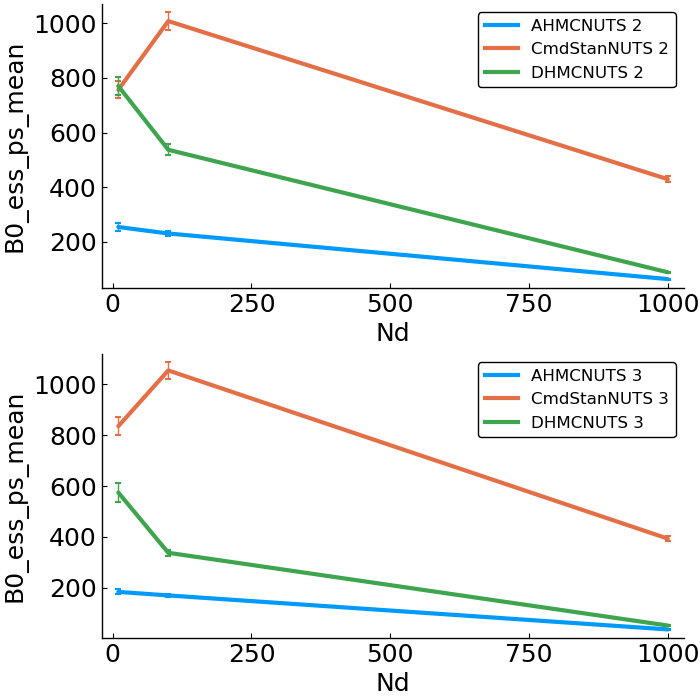 B0_ess_ps_mean
1000
800
600
400
200
AHMCNUTS 2
CmdStanNUTS 2
DHMCNUTS 2
0 250 500 750 1000
Nd
B0_ess_ps_mean
1000
800
600
400
200
AHMCNUTS 3
CmdStanNUTS 3
DHMCNUTS 3
0 250 500 750 1000
Nd